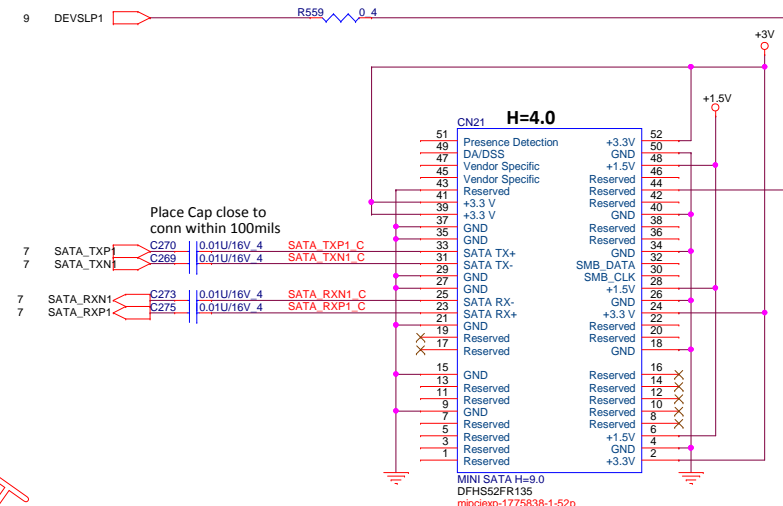 9 DEVSLP1 R559 0_4
+3V
+1.5V
CN21 H=4.0
51 Presence Detection +3.3V 52
49 DA/DSS GND 50
47 Vendor Specific +1.5V 48
45 Vendor Specific Reserved 46
43 Reserved Reserved 44
41 +3.3 V Reserved 42
39 +3.3 V GND 40
37 GND Reserved 38
35 GND Reserved 36
33 SATA TX+ GND 34
31 SATA TX- SMB_DATA 32
29 GND SMB_CLK 30
27 GND +1.5V 28
25 SATA RX- GND 26
23 SATA RX+ +3.3 V 24
21 GND Reserved 22
19 Reserved Reserved 20
17 Reserved GND 18
15 GND Reserved 16
13 Reserved Reserved 14
11 Reserved Reserved 12
9 GND Reserved 10
7 Reserved Reserved 8
5 Reserved +1.5V 6
3 Reserved GND 4
1 Reserved +3.3V 2
Place Cap close to
conn within 100mils
7 SATA_TXP1 C270 0.01U/16V_4 SATA_TXP1_C
7 SATA_TXN1 C269 0.01U/16V_4 SATA_TXN1_C
7 SATA_RXN1 C273 0.01U/16V_4 SATA_RXN1_C
7 SATA_RXP1 C275 0.01U/16V_4 SATA_RXP1_C
MINI SATA H=9.0
DFHS52FR135
minciexp-1775838-1-52p